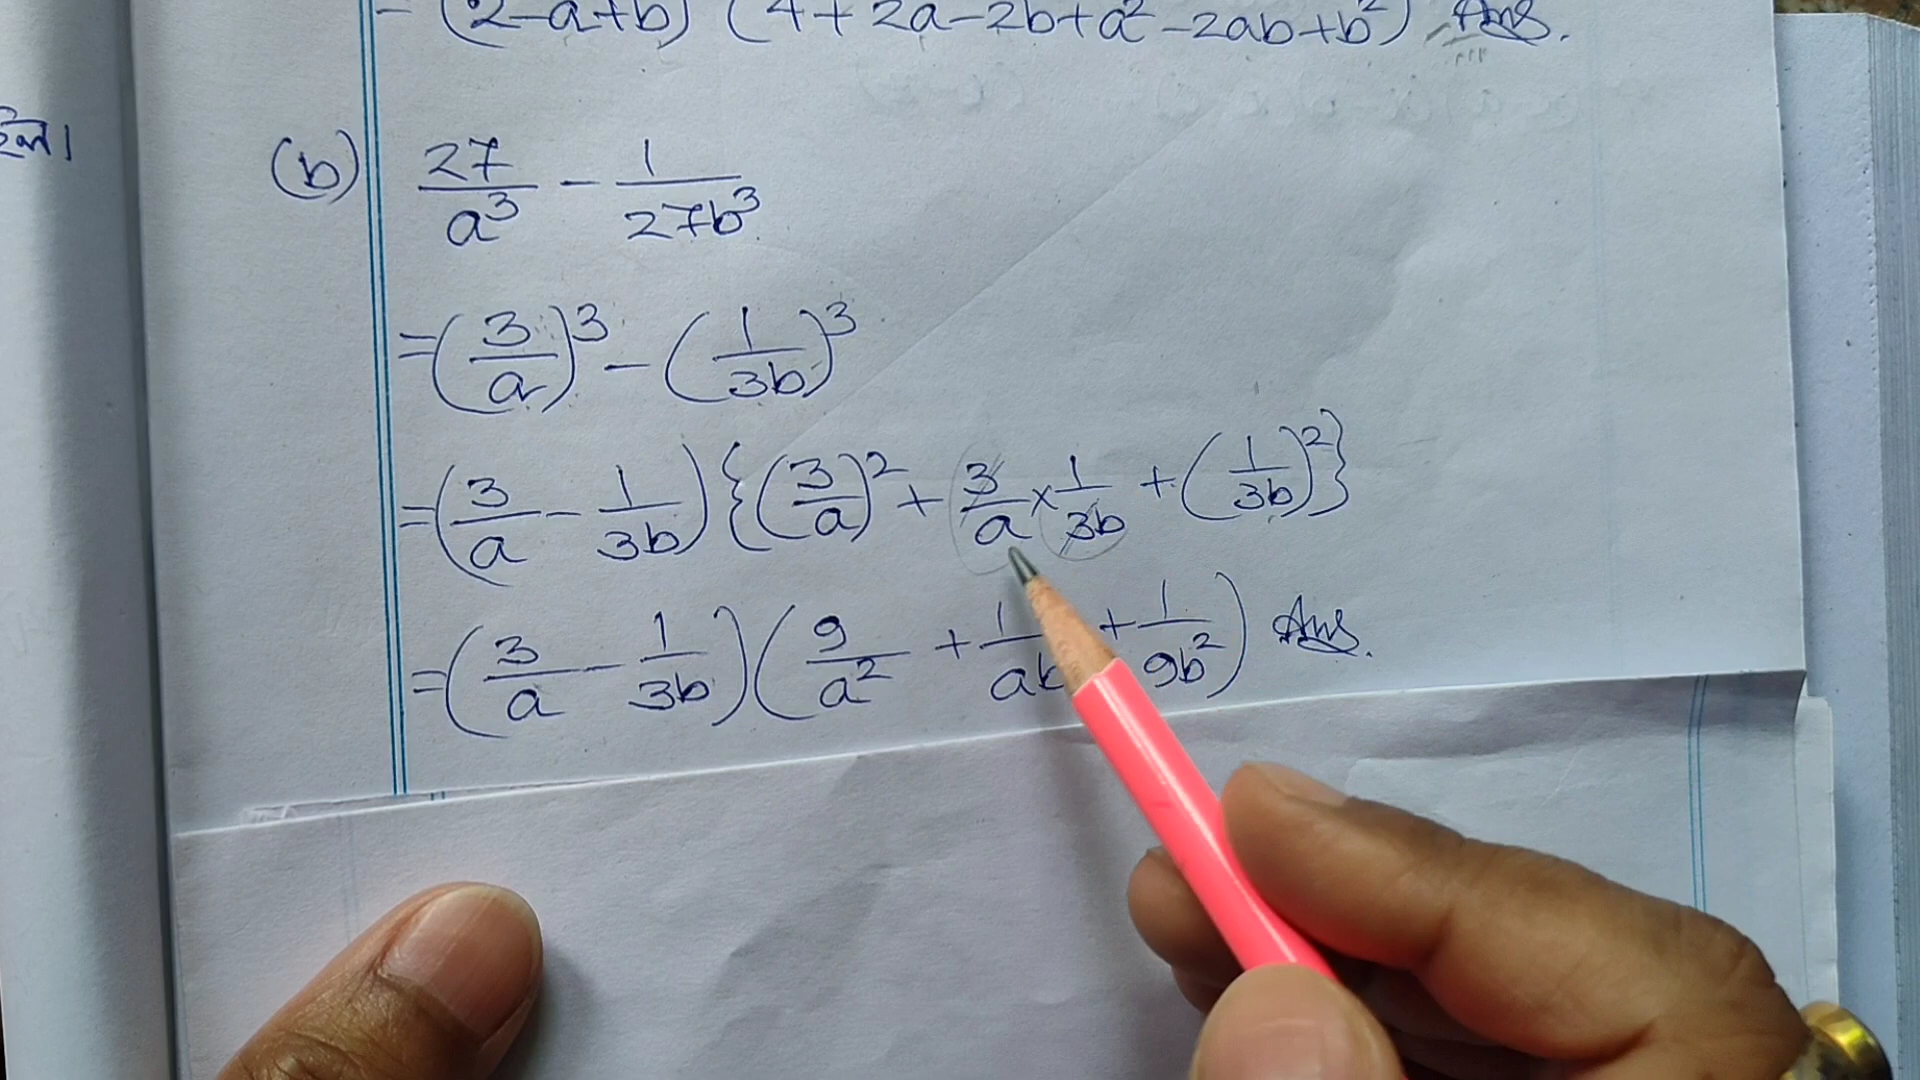 = (2-a+b) (4+2a-2b+a²-2ab+b²) Ans.
(b) 27/a³ - 1/27b³
= (3/a)³ - (1/3b)³
= (3/a - 1/3b) {(3/a)² + 3/a × 1/3b + (1/3b)²}
= (3/a - 1/3b) (9/a² + 1/ab + 1/9b²) Ans.